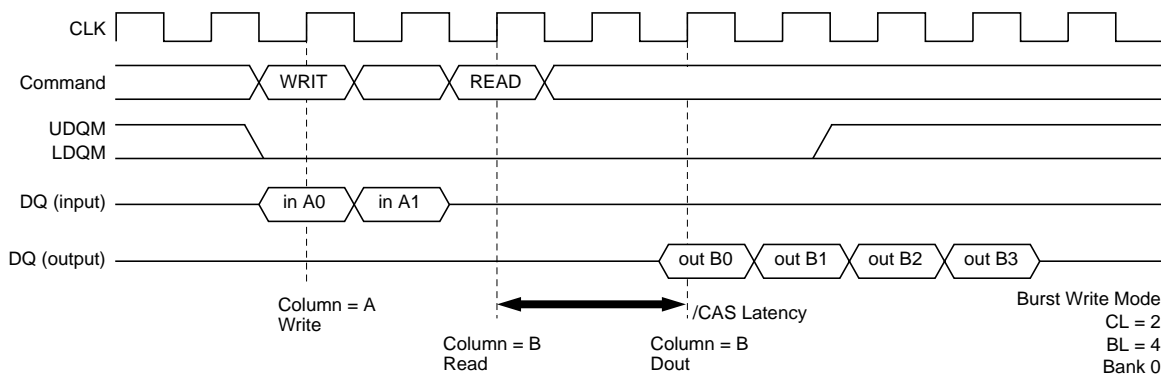 CLK
Command
WRIT
READ
UDQM
LDQM
DQ (input)
in A0
in A1
DQ (output)
out B0
out B1
out B2
out B3
Column = A
Write
/CAS Latency
Column = B
Read
Column = B
Dout
Burst Write Mode
CL = 2
BL = 4
Bank 0